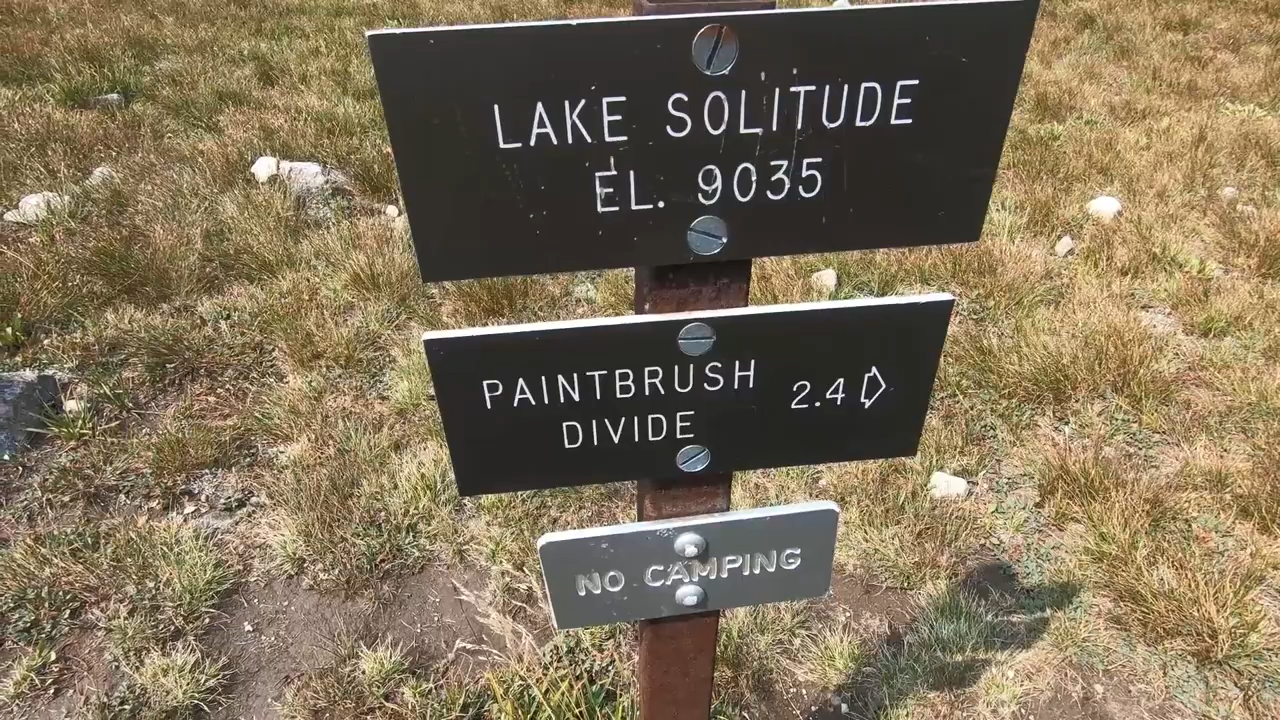 LAKE SOLITUDE
EL. 9035
PAINTBRUSH
DIVIDE
2.4
NO CAMPING